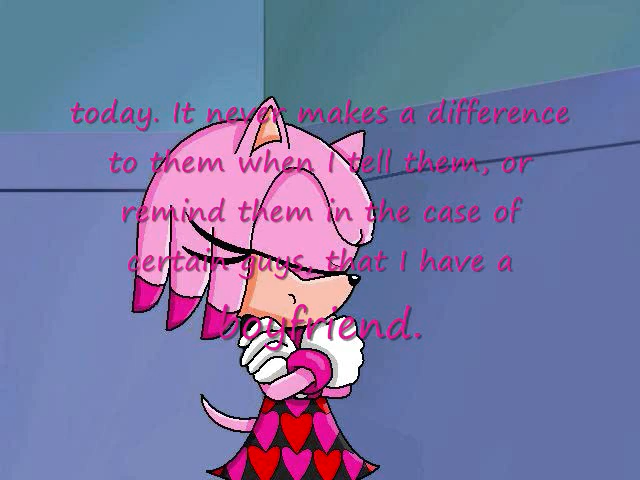 today. It never makes a difference
to them when I tell them, or
remind them in the case of
certain guys, that I have a
boyfriend.